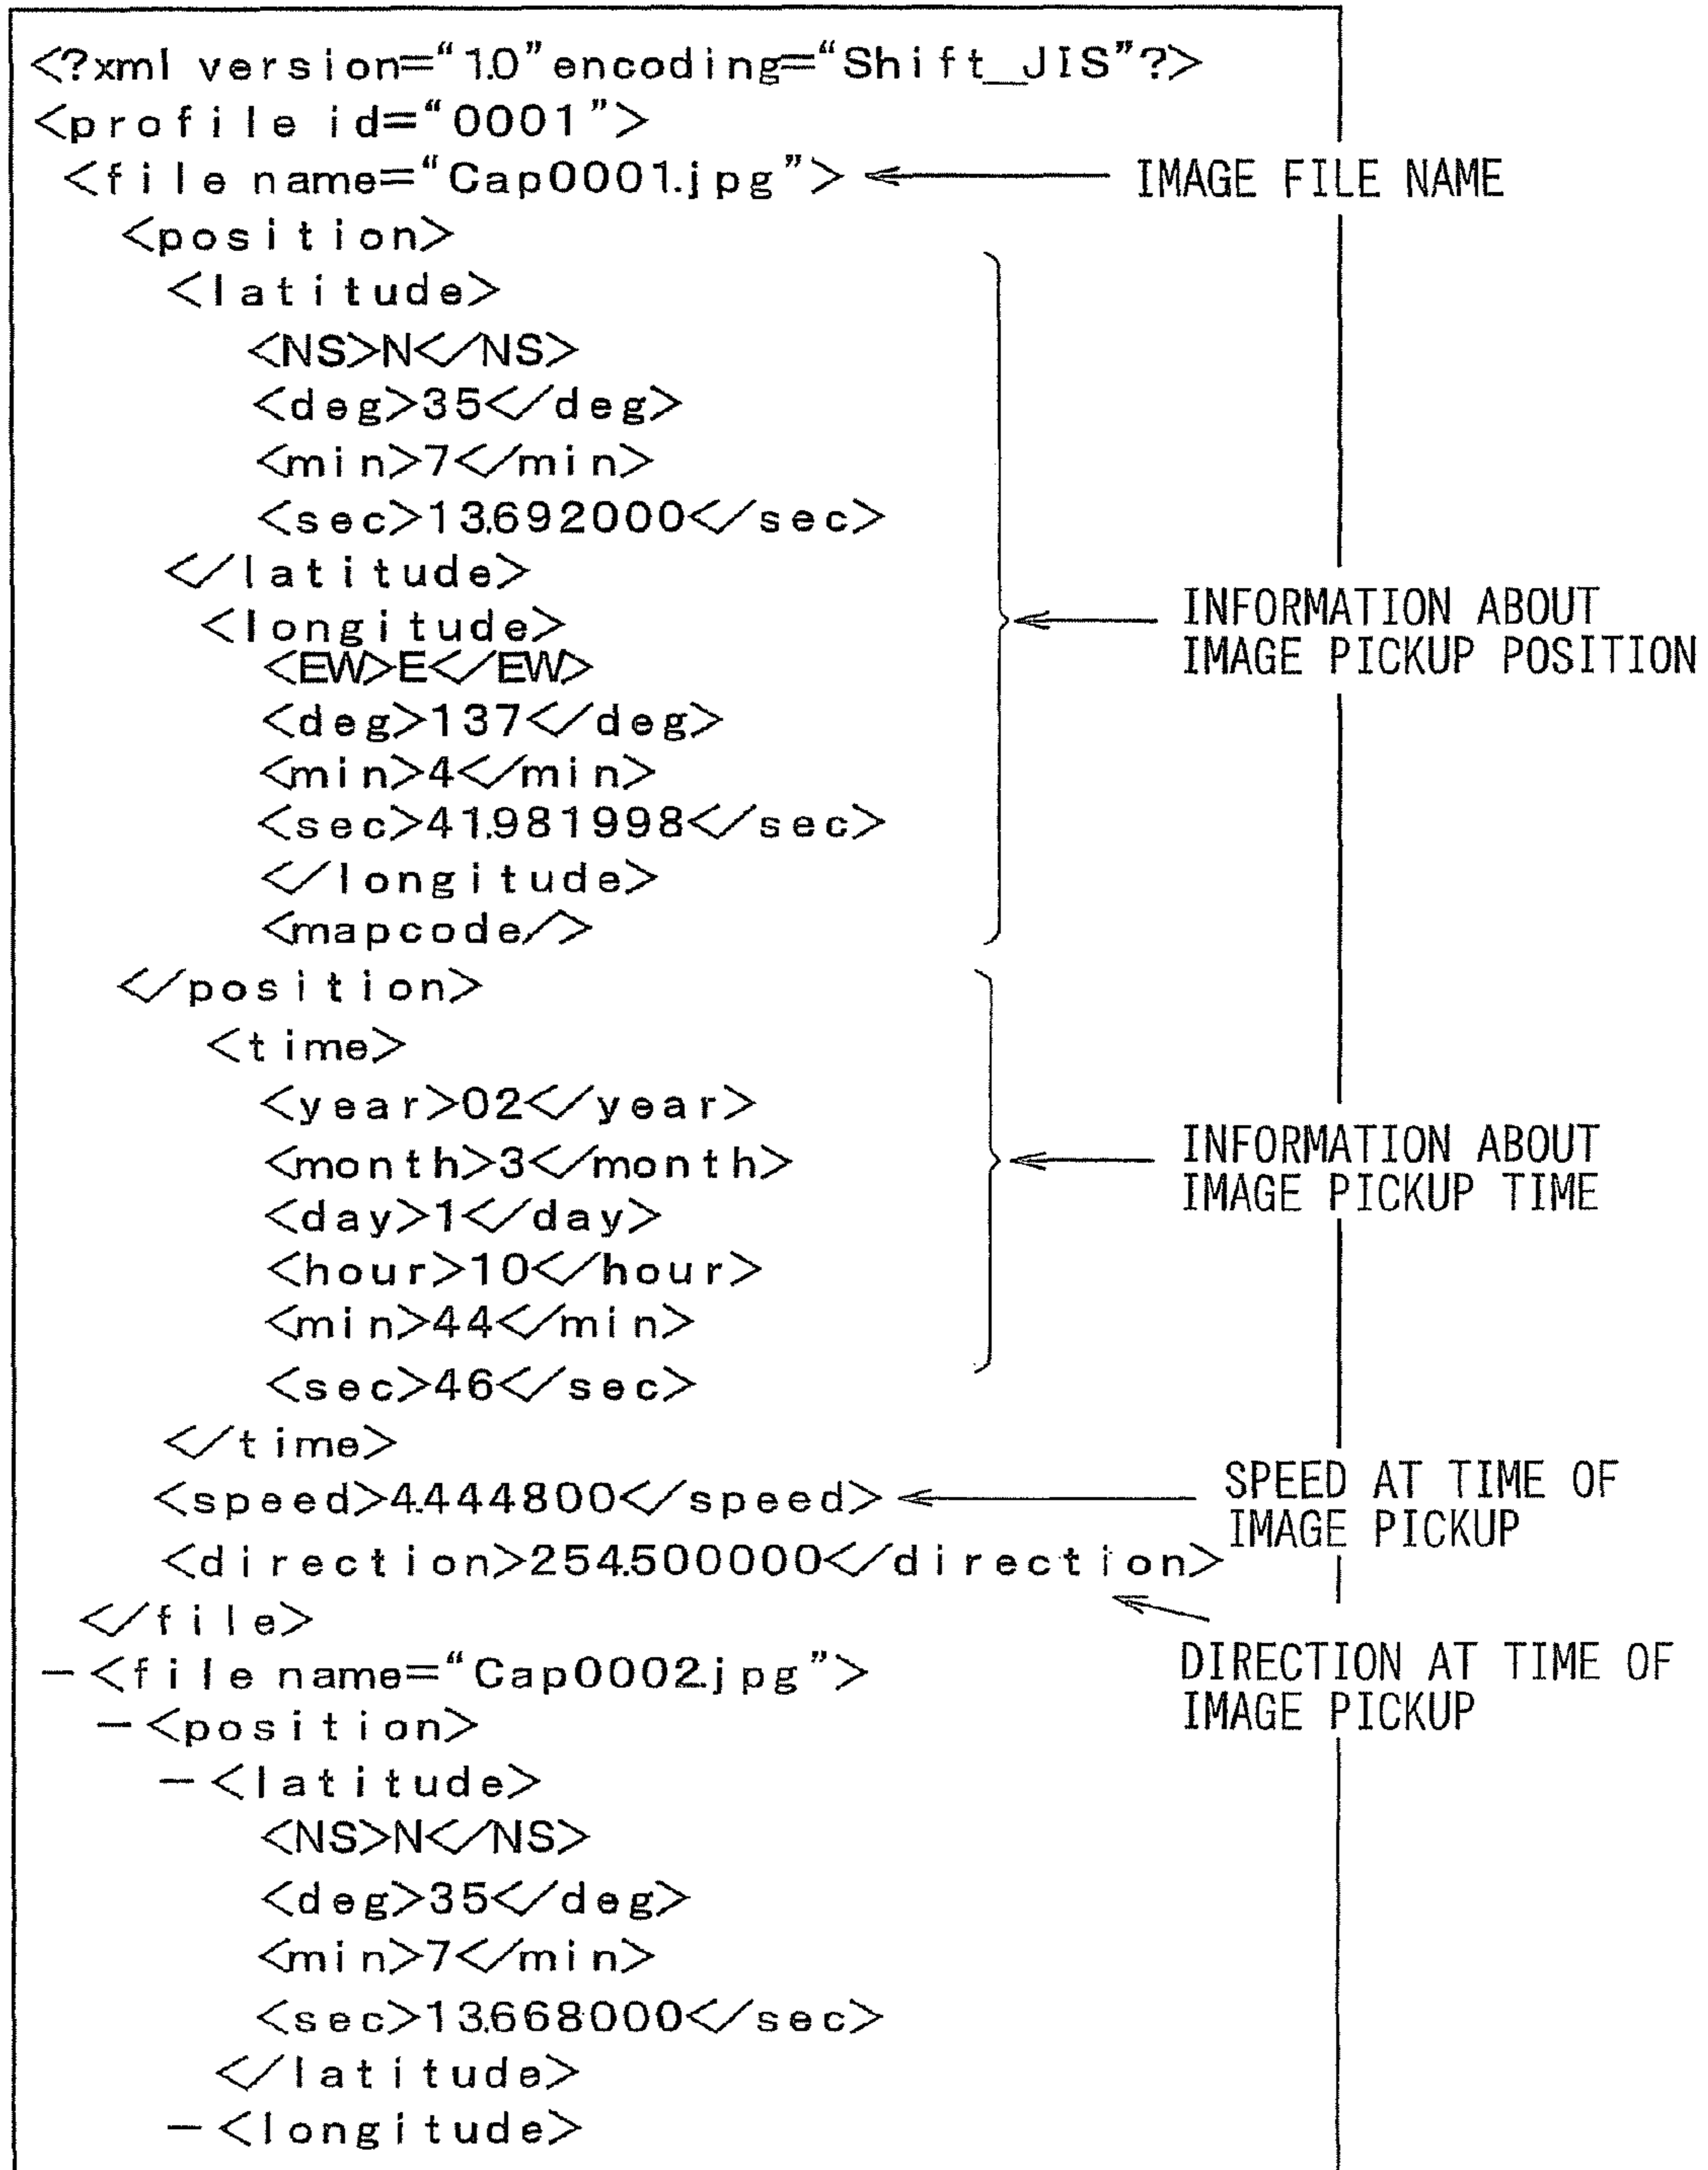 <?xml version=“1.0”encoding=“Shift_JIS”?>
<profile id=“0001”>
<file name=“Cap0001.jpg”>
IMAGE FILE NAME
<position>
<latitude>
<NS>N</NS>
<deg>35</deg>
<min>7</min>
<sec>13.692000</sec>
</latitude>
<longitude>
INFORMATION ABOUT
IMAGE PICKUP POSITION
<EW>E</EW>
<deg>137</deg>
<min>4</min>
<sec>41.981998</sec>
</longitude>
<mapcode/>
</position>
<time>
<year>02</year>
<month>3</month>
INFORMATION ABOUT
IMAGE PICKUP TIME
<day>1</day>
<hour>10</hour>
<min>44</min>
<sec>46</sec>
</time>
<speed>4.444800</speed>
SPEED AT TIME OF
IMAGE PICKUP
<direction>254.500000</direction>
DIRECTION AT TIME OF
IMAGE PICKUP
</file>
–<file name=“Cap0002.jpg”>
–<position>
–<latitude>
<NS>N</NS>
<deg>35</deg>
<min>7</min>
<sec>13.668000</sec>
</latitude>
–<longitude>